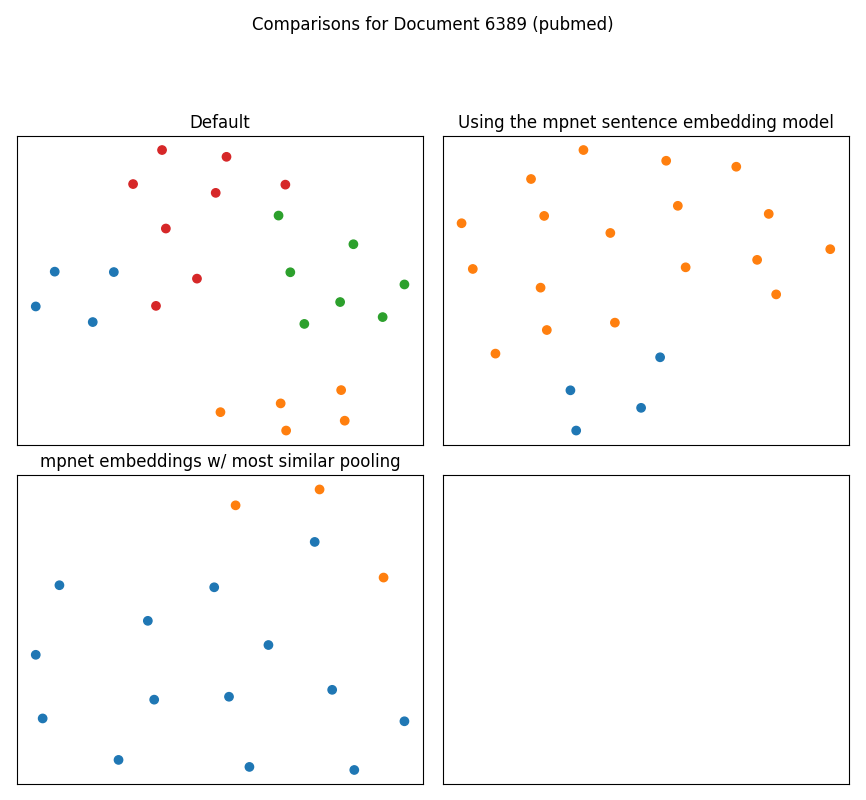 Comparisons for Document 6389 (pubmed)
Default
Using the mpnet sentence embedding model
mpnet embeddings w/ most similar pooling